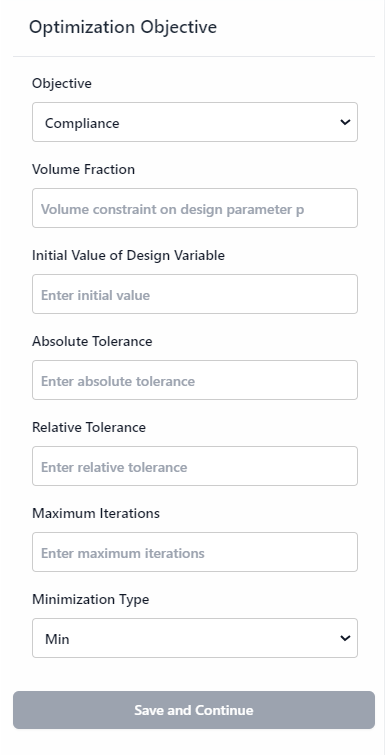 Optimization Objective
Objective
Compliance
Volume Fraction
Volume constraint on design parameter p
Initial Value of Design Variable
Enter initial value
Absolute Tolerance
Enter absolute tolerance
Relative Tolerance
Enter relative tolerance
Maximum Iterations
Enter maximum iterations
Minimization Type
Min
Save and Continue